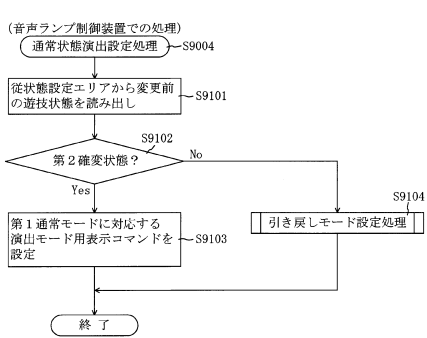 (音声ランプ制御装置での処理)
通常状態演出設定処理
S9004
従状態設定エリアから変更前
の遊技状態を読み出し
S9101
S9102
第2確変状態?
No
Yes
第1通常モードに対応する
演出モード用表示コマンドを
設定
S9103
S9104
引き戻しモード設定処理
終 了